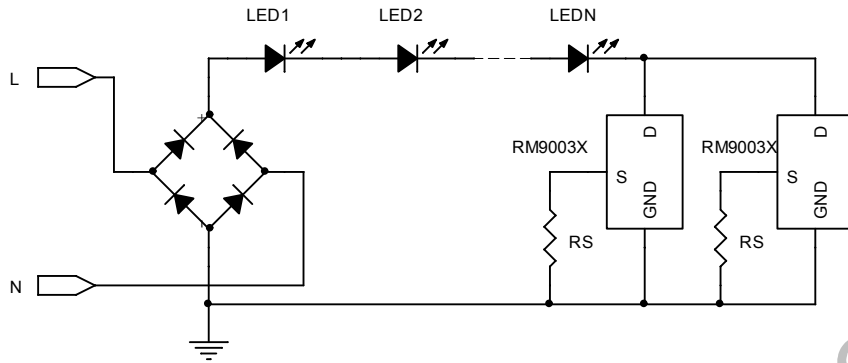 LED1 LED2 LEDN
L
RM9003X RM9003X
D D
S S
GND GND
RS RS
N